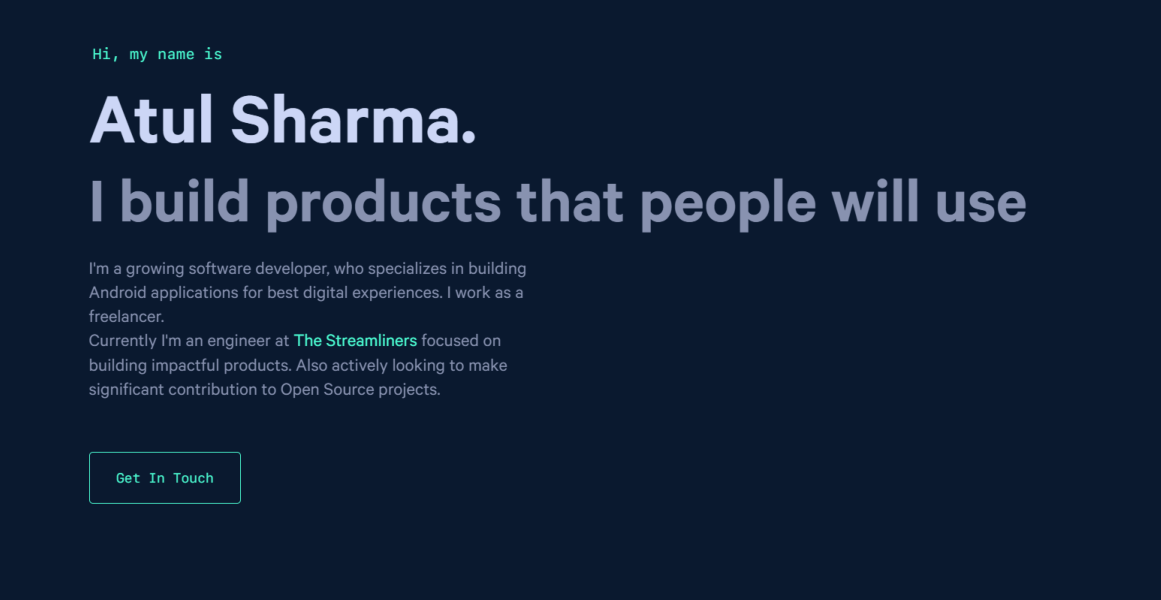 Hi, my name is
Atul Sharma.
I build products that people will use
I'm a growing software developer, who specializes in building
Android applications for best digital experiences. I work as a
freelancer.
Currently I'm an engineer at The Streamliners focused on
building impactful products. Also actively looking to make
significant contribution to Open Source projects.
Get In Touch